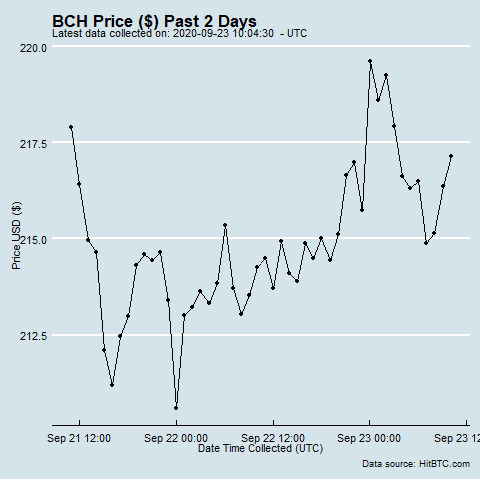 BCH Price ($) Past 2 Days
Latest data collected on: 2020-09-23 10:04:30 - UTC
220.0
217.5
215.0
212.5
Price USD ($)
Sep 21 12:00 Sep 22 00:00 Sep 22 12:00 Sep 23 00:00 Sep 23 12
Date Time Collected (UTC)
Data source: HitBTC.com